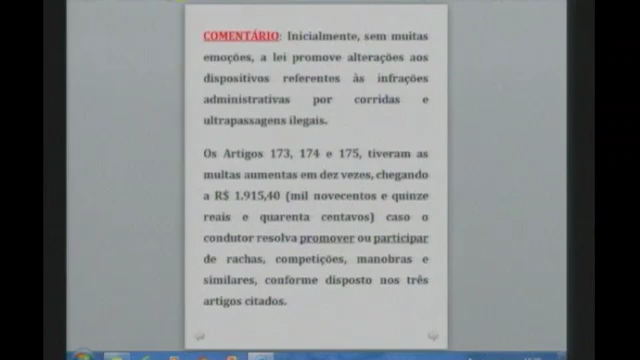 COMENTÁRIO: Inicialmente, sem muitas
emoções, a lei promove alterações aos
dispositivos referentes às infrações
administrativas por corridas e
ultrapassagens ilegais.
Os Artigos 173, 174 e 175, tiveram as
multas aumentas em dez vezes, chegando
a R$ 1.915,40 (mil novecentos e quinze
reais e quarenta centavos) caso o
condutor resolva promover ou participar
de rachas, competições, manobras e
similares, conforme disposto nos três
artigos citados.